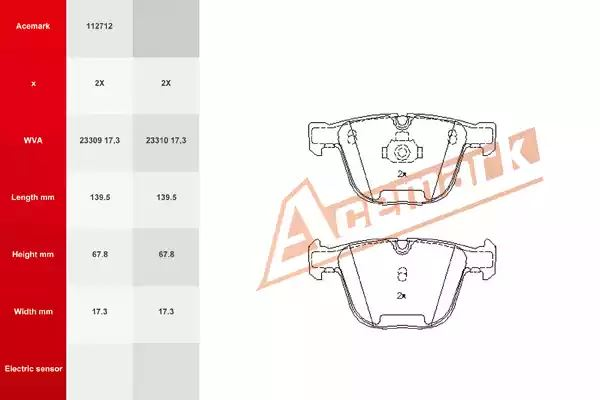 Acemark 112712
x 2X 2X
WVA 23309 17,3 23310 17,3
Length mm 139.5 139.5
Height mm 67.8 67.8
Width mm 17.3 17.3
Electric sensor
2x
2x
Acemark